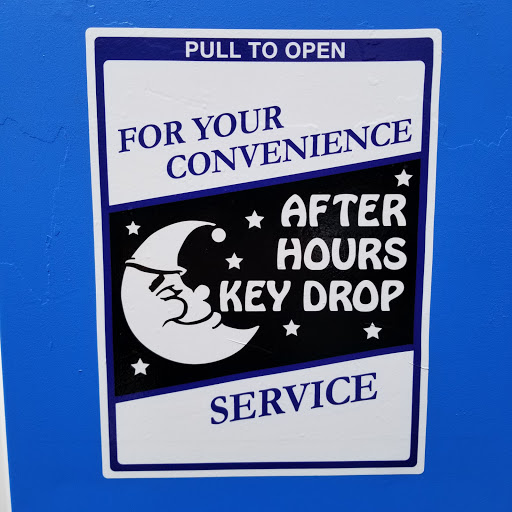 PULL TO OPEN
FOR YOUR
CONVENIENCE
AFTER
HOURS
KEY DROP
SERVICE